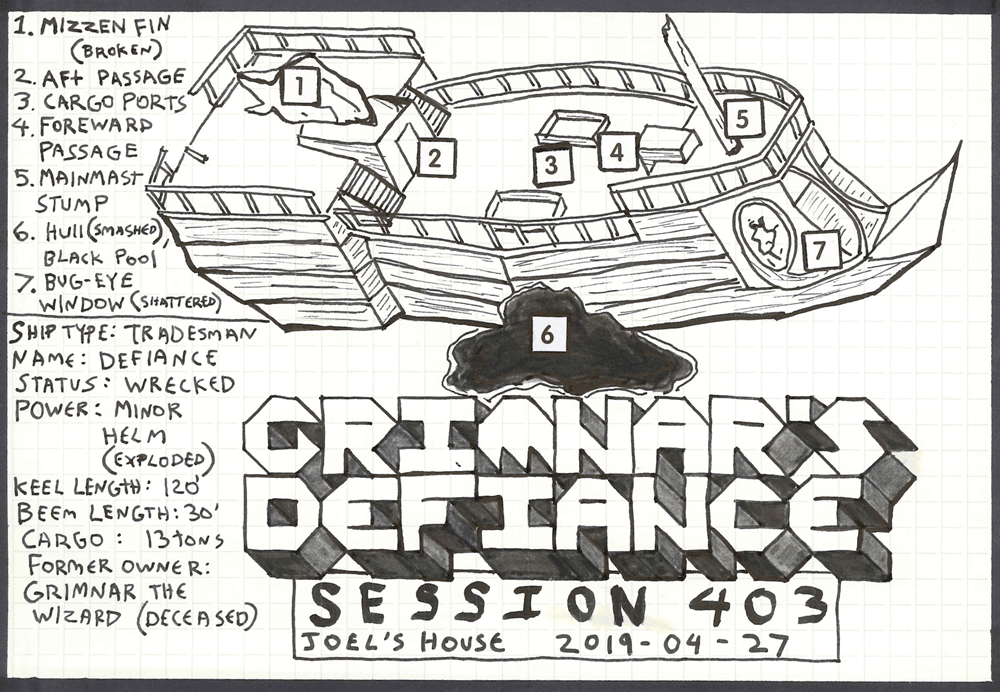 1. MIZZEN FIN
(BROKEN)
2. AFT PASSAGE
3. CARGO PORTS
4. FOREWARD
PASSAGE
5. MAINMAST
STUMP
6. HULL (SMASHED),
BLACK POOL
7. BUG-EYE
WINDOW (SHATTERED)
SHIP TYPE: TRADESMAN
NAME: DEFIANCE
STATUS: WRECKED
POWER: MINOR
HELM
(EXPLODED)
KEEL LENGTH: 120'
BEEM LENGTH: 30'
CARGO: 13 tons
FORMER OWNER:
GRIMNAR THE
WIZARD (DECEASED)
1
2
3
4
5
6
7
GRIMNAR'S
DEFIANCE
SESSION 403
JOEL'S HOUSE 2019-04-27